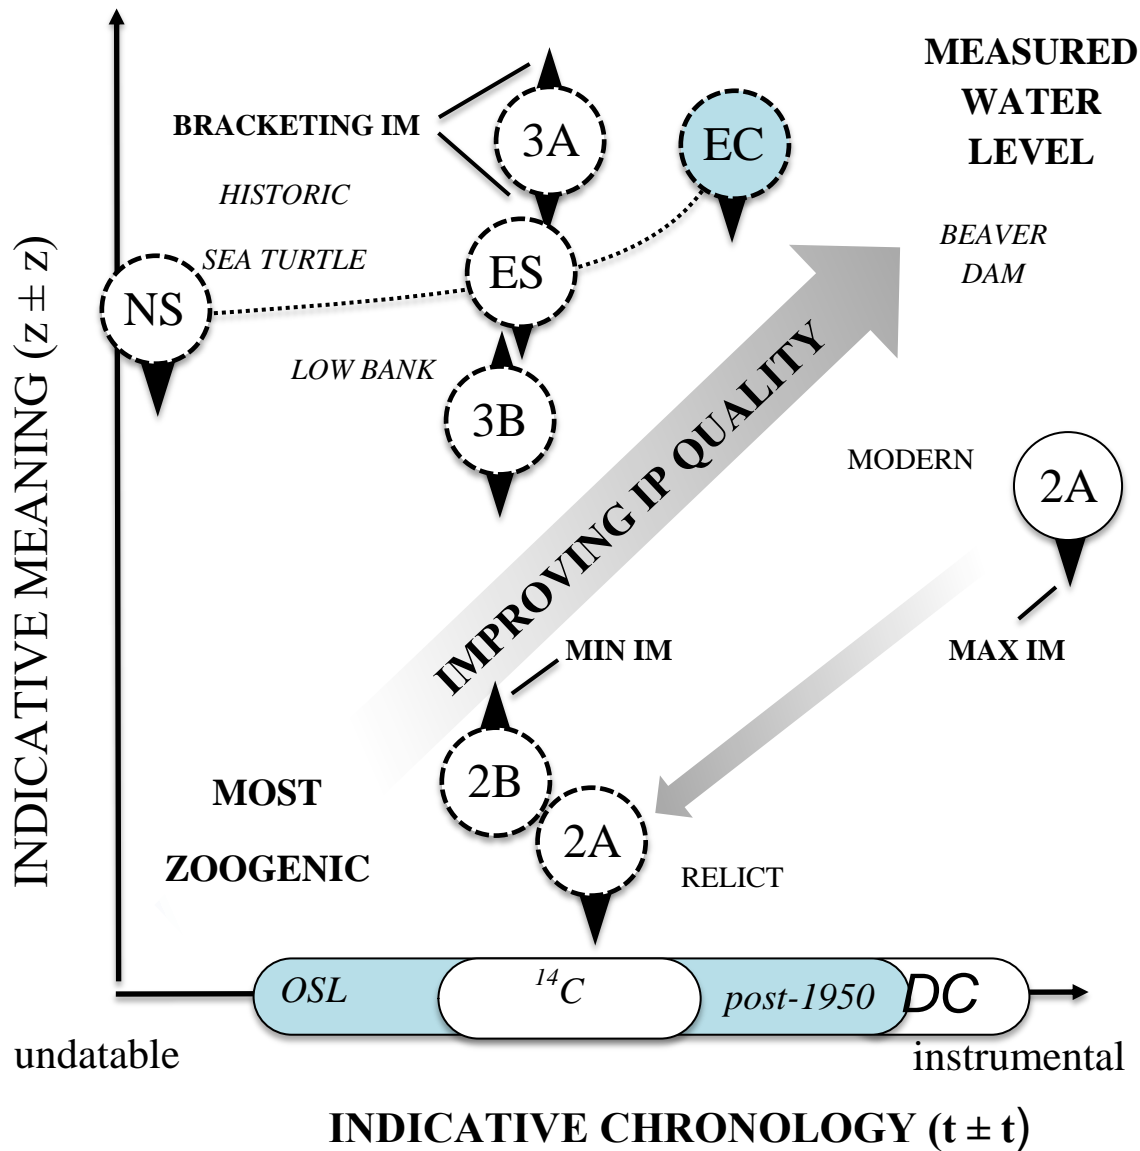 MEASURED
WATER
LEVEL
BRACKETING IM
3A
EC
HISTORIC
SEA TURTLE
BEAVER
DAM
NS
ES
LOW BANK
3B
INDICATIVE MEANING (z ± z)
IMPROVING IP QUALITY
MODERN
2A
MIN IM
MAX IM
2B
MOST
ZOOGENIC
2A
RELICT
OSL
14C
post-1950
DC
undatable
instrumental
INDICATIVE CHRONOLOGY (t ± t)